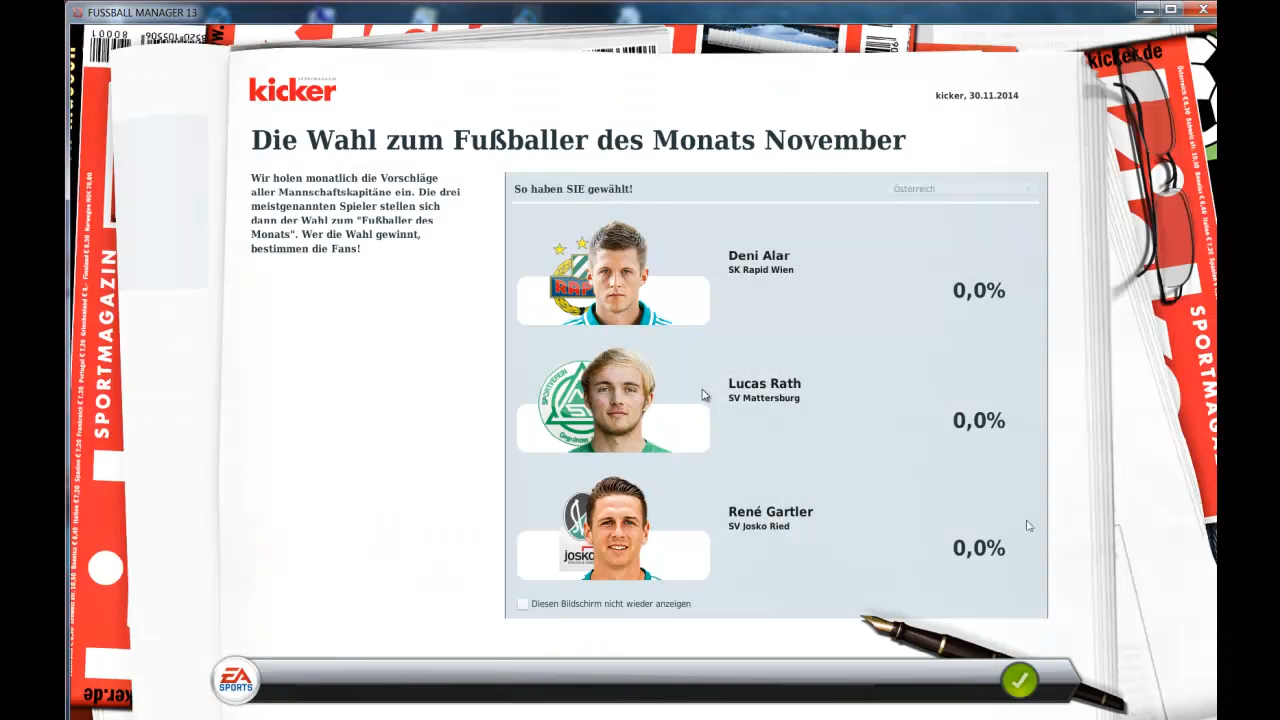 FUSSBALL MANAGER 13
80001
kicker.de
SPORTMAGAZIN
kicker
kicker, 30.11.2014
Die Wahl zum Fußballer des Monats November
Wir holen monatlich die Vorschläge
aller Mannschaftskapitäne ein. Die drei
meistgenannten Spieler stellen sich
dann der Wahl zum "Fußballer des
Monats". Wer die Wahl gewinnt,
bestimmen die Fans!
So haben SIE gewählt!
Österreich
Deni Alar
SK Rapid Wien
0,0%
SPORTVEREIN
Lucas Rath
SV Mattersburg
0,0%
josko
René Gartler
SV Josko Ried
0,0%
Diesen Bildschirm nicht wieder anzeigen
EA
SPORTS
SPORTMAGAZIN